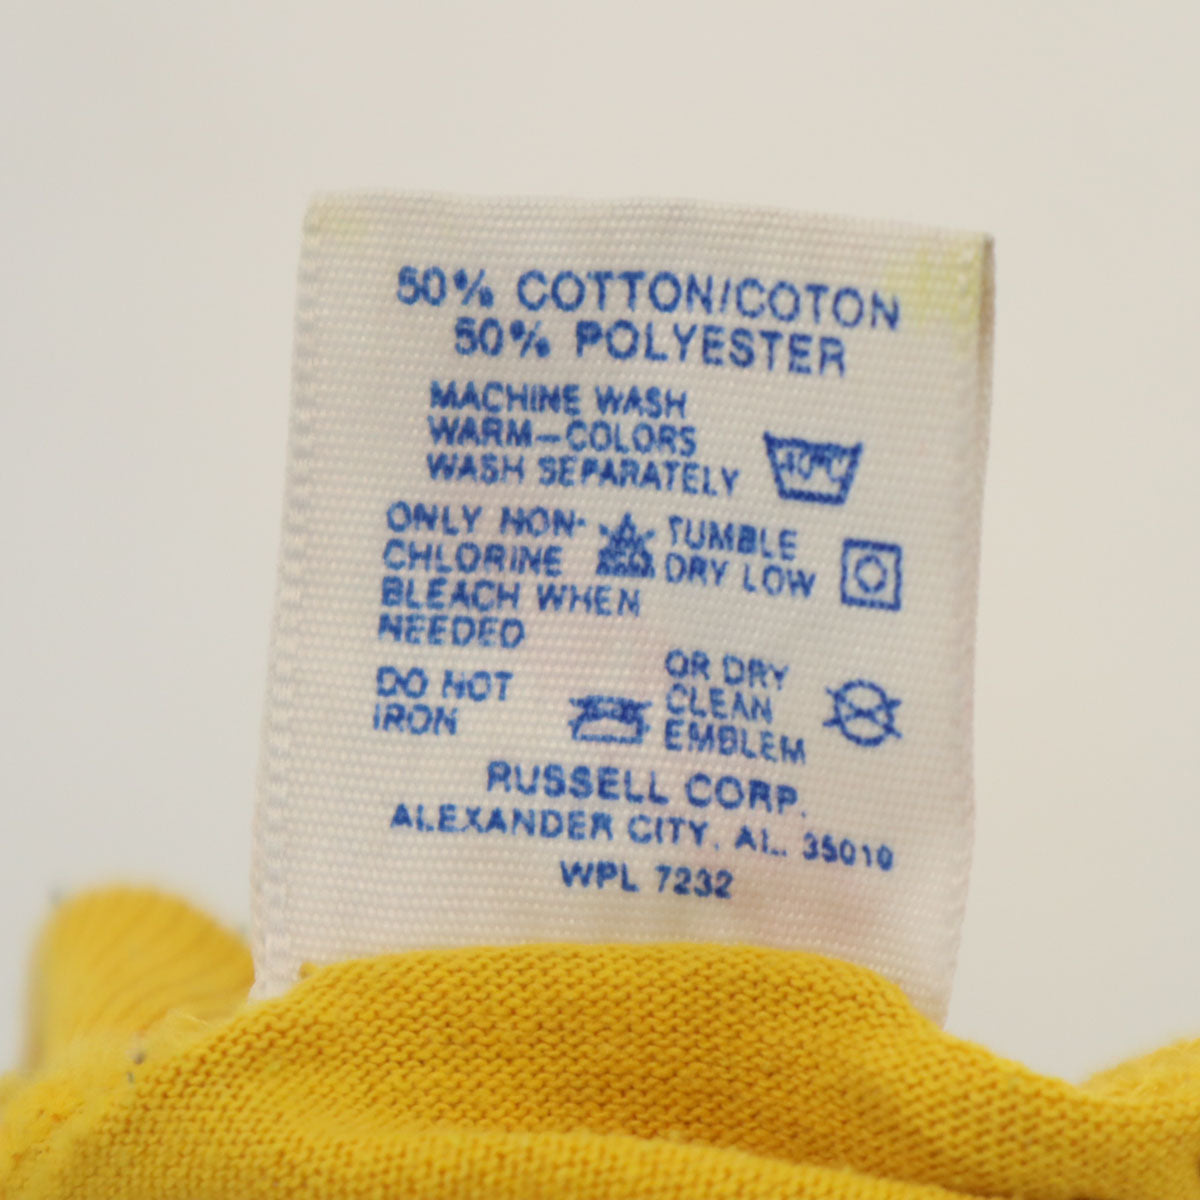 50% COTTON/COTON
50% POLYESTER
MACHINE WASH
WARM—COLORS
WASH SEPARATELY
40°C
ONLY NON-
CHLORINE
BLEACH WHEN
NEEDED
TUMBLE
DRY LOW
DO NOT
IRON
OR DRY
CLEAN
EMBLEM
RUSSELL CORP.
ALEXANDER CITY, AL. 35010
WPL 7232